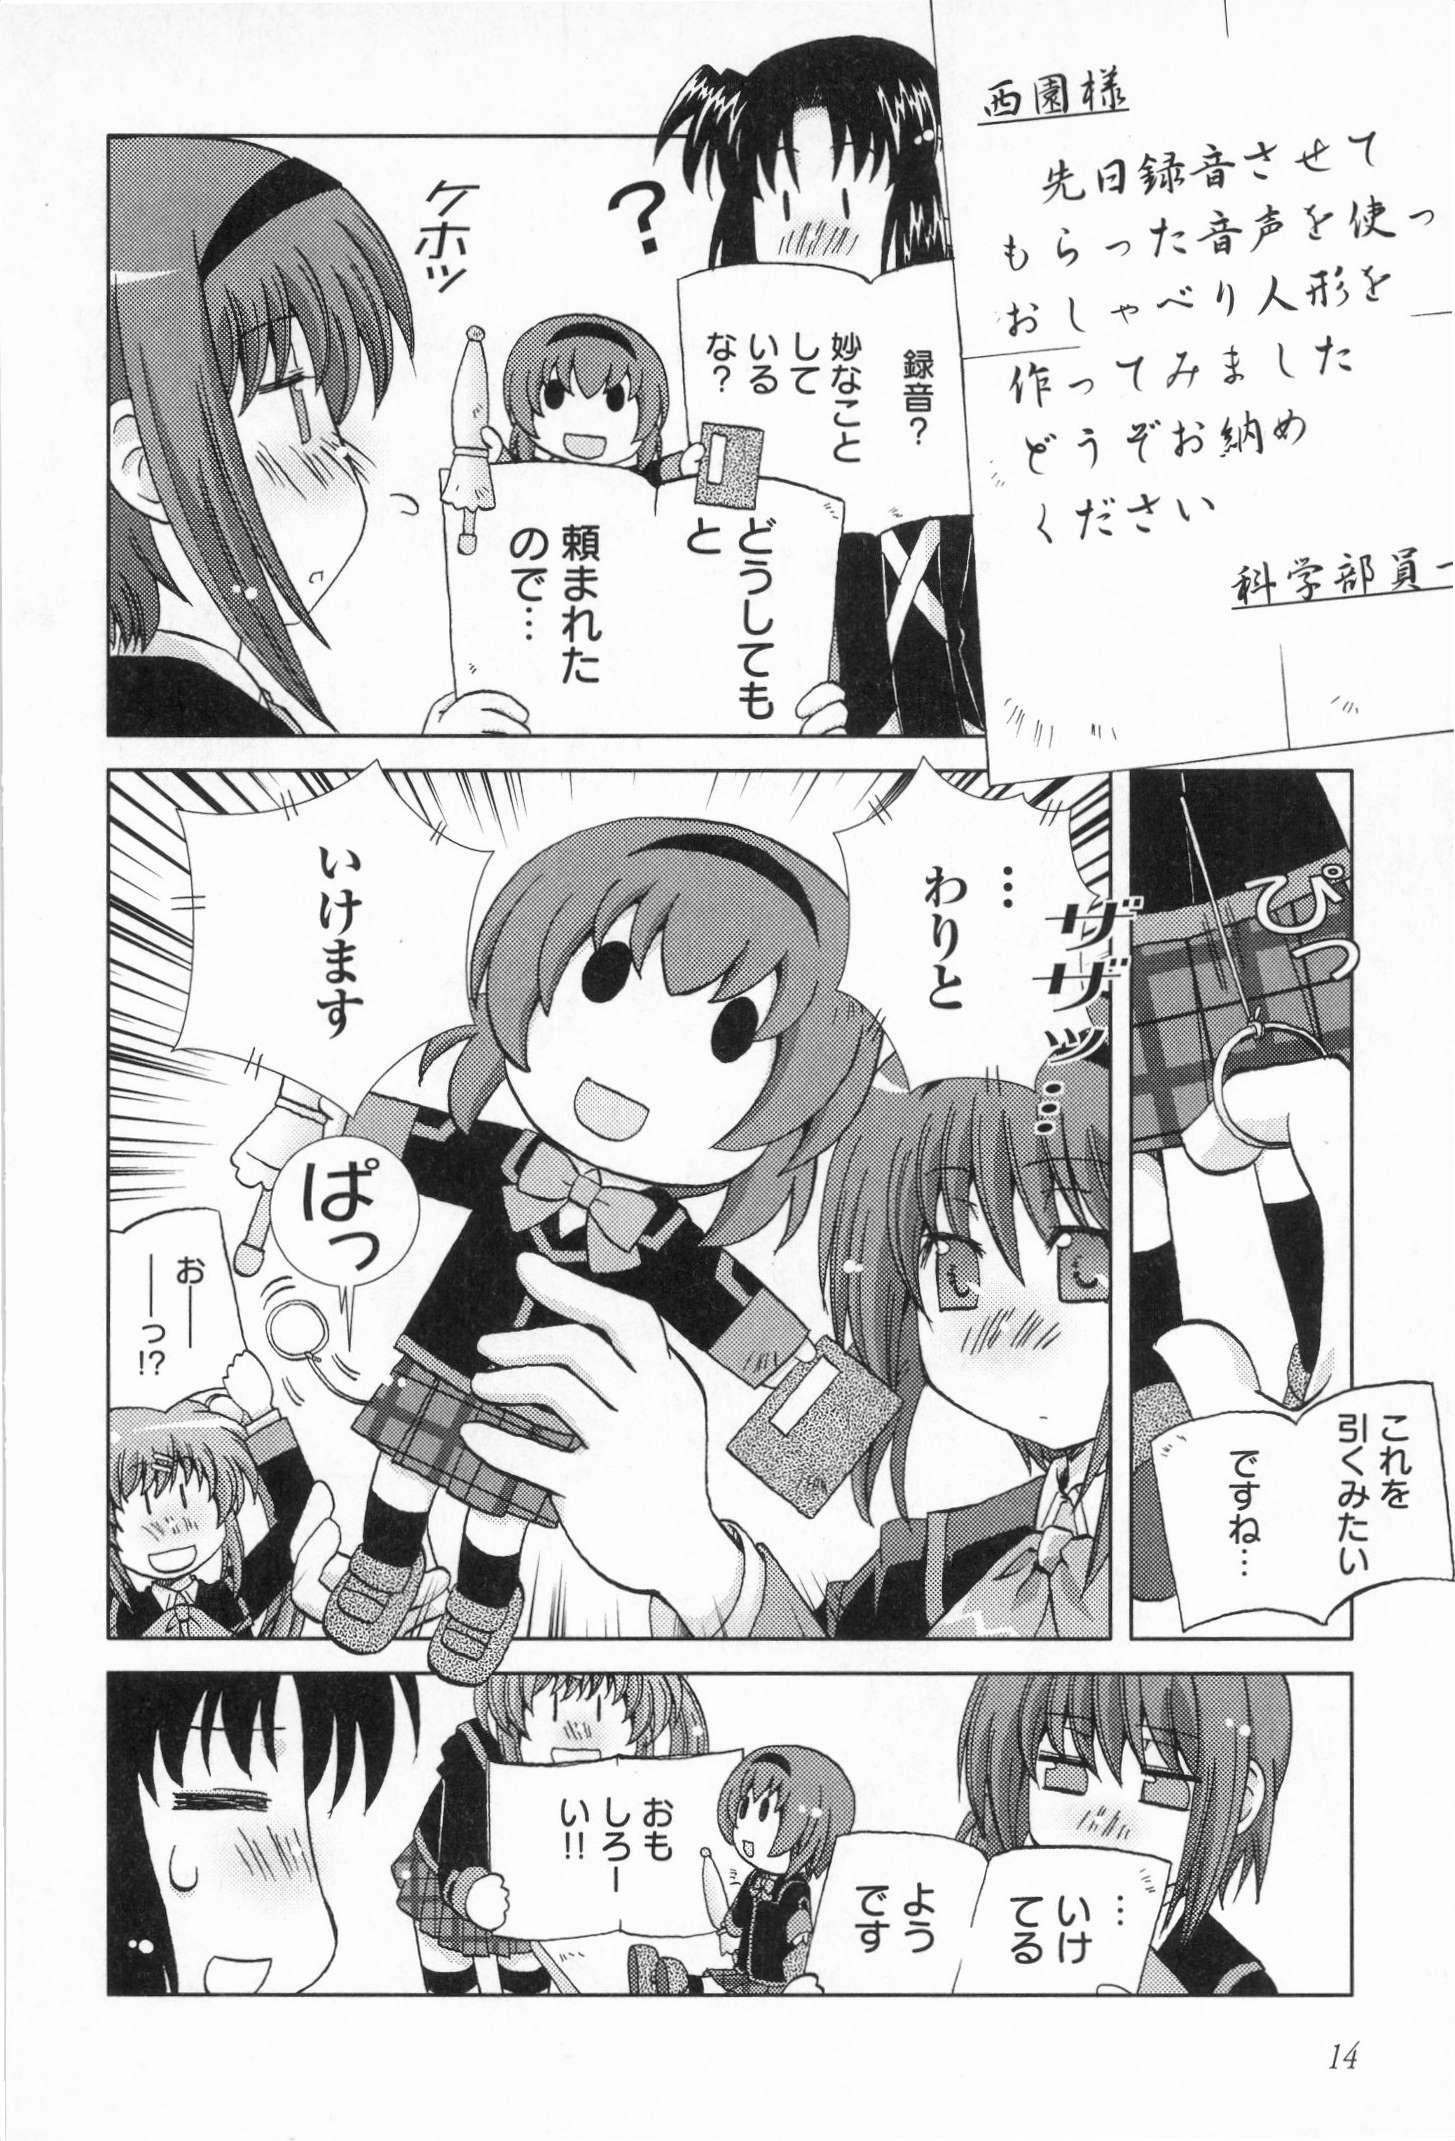 西園様
先日録音させて
もらった音声を使っ
おしゃべり人形を
作ってみました
どうぞお納め
ください
科学部員一
録音?
妙なこと
して
いる
な?
?
どうしても
と
頼まれた
ので…
ケホッ
ぴっ
これを
引くみたい
ですね…
ザザッ…
…
わりと
いけます
ぱっ
おー
ーっ!?
…
いけ
てる
よう
です
おも
しろー
い!!
14